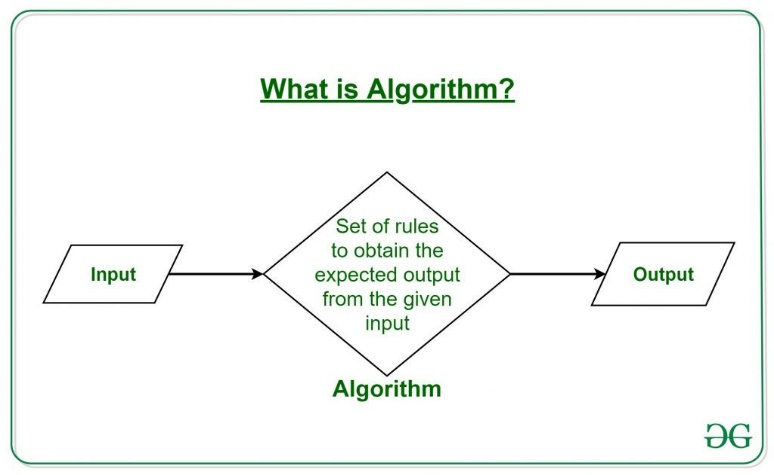 What is Algorithm?
Set of rules
to obtain the
expected output
from the given
input
Input
Output
Algorithm